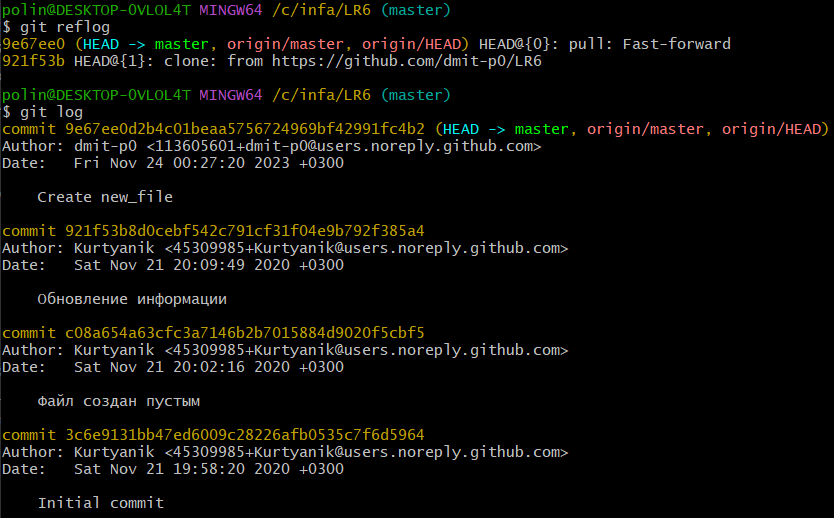 polin@DESKTOP-0VLOL4T MINGW64 /c/infa/LR6 (master)
$ git reflog
9e67ee0 (HEAD -> master, origin/master, origin/HEAD) HEAD@{0}: pull: Fast-forward
921f53b HEAD@{1}: clone: from https://github.com/dmit-p0/LR6
polin@DESKTOP-0VLOL4T MINGW64 /c/infa/LR6 (master)
$ git log
commit 9e67ee0d2b4c01beaa5756724969bf42991fc4b2 (HEAD -> master, origin/master, origin/HEAD)
Author: dmit-p0 <113605601+dmit-p0@users.noreply.github.com>
Date:   Fri Nov 24 00:27:20 2023 +0300
    Create new_file
commit 921f53b8d0cebf542c791cf31f04e9b792f385a4
Author: Kurtyanik <45309985+Kurtyanik@users.noreply.github.com>
Date:   Sat Nov 21 20:09:49 2020 +0300
    Обновление информации
commit c08a654a63cfc3a7146b2b7015884d9020f5cbf5
Author: Kurtyanik <45309985+Kurtyanik@users.noreply.github.com>
Date:   Sat Nov 21 20:02:16 2020 +0300
    Файл создан пустым
commit 3c6e9131bb47ed6009c28226afb0535c7f6d5964
Author: Kurtyanik <45309985+Kurtyanik@users.noreply.github.com>
Date:   Sat Nov 21 19:58:20 2020 +0300
    Initial commit